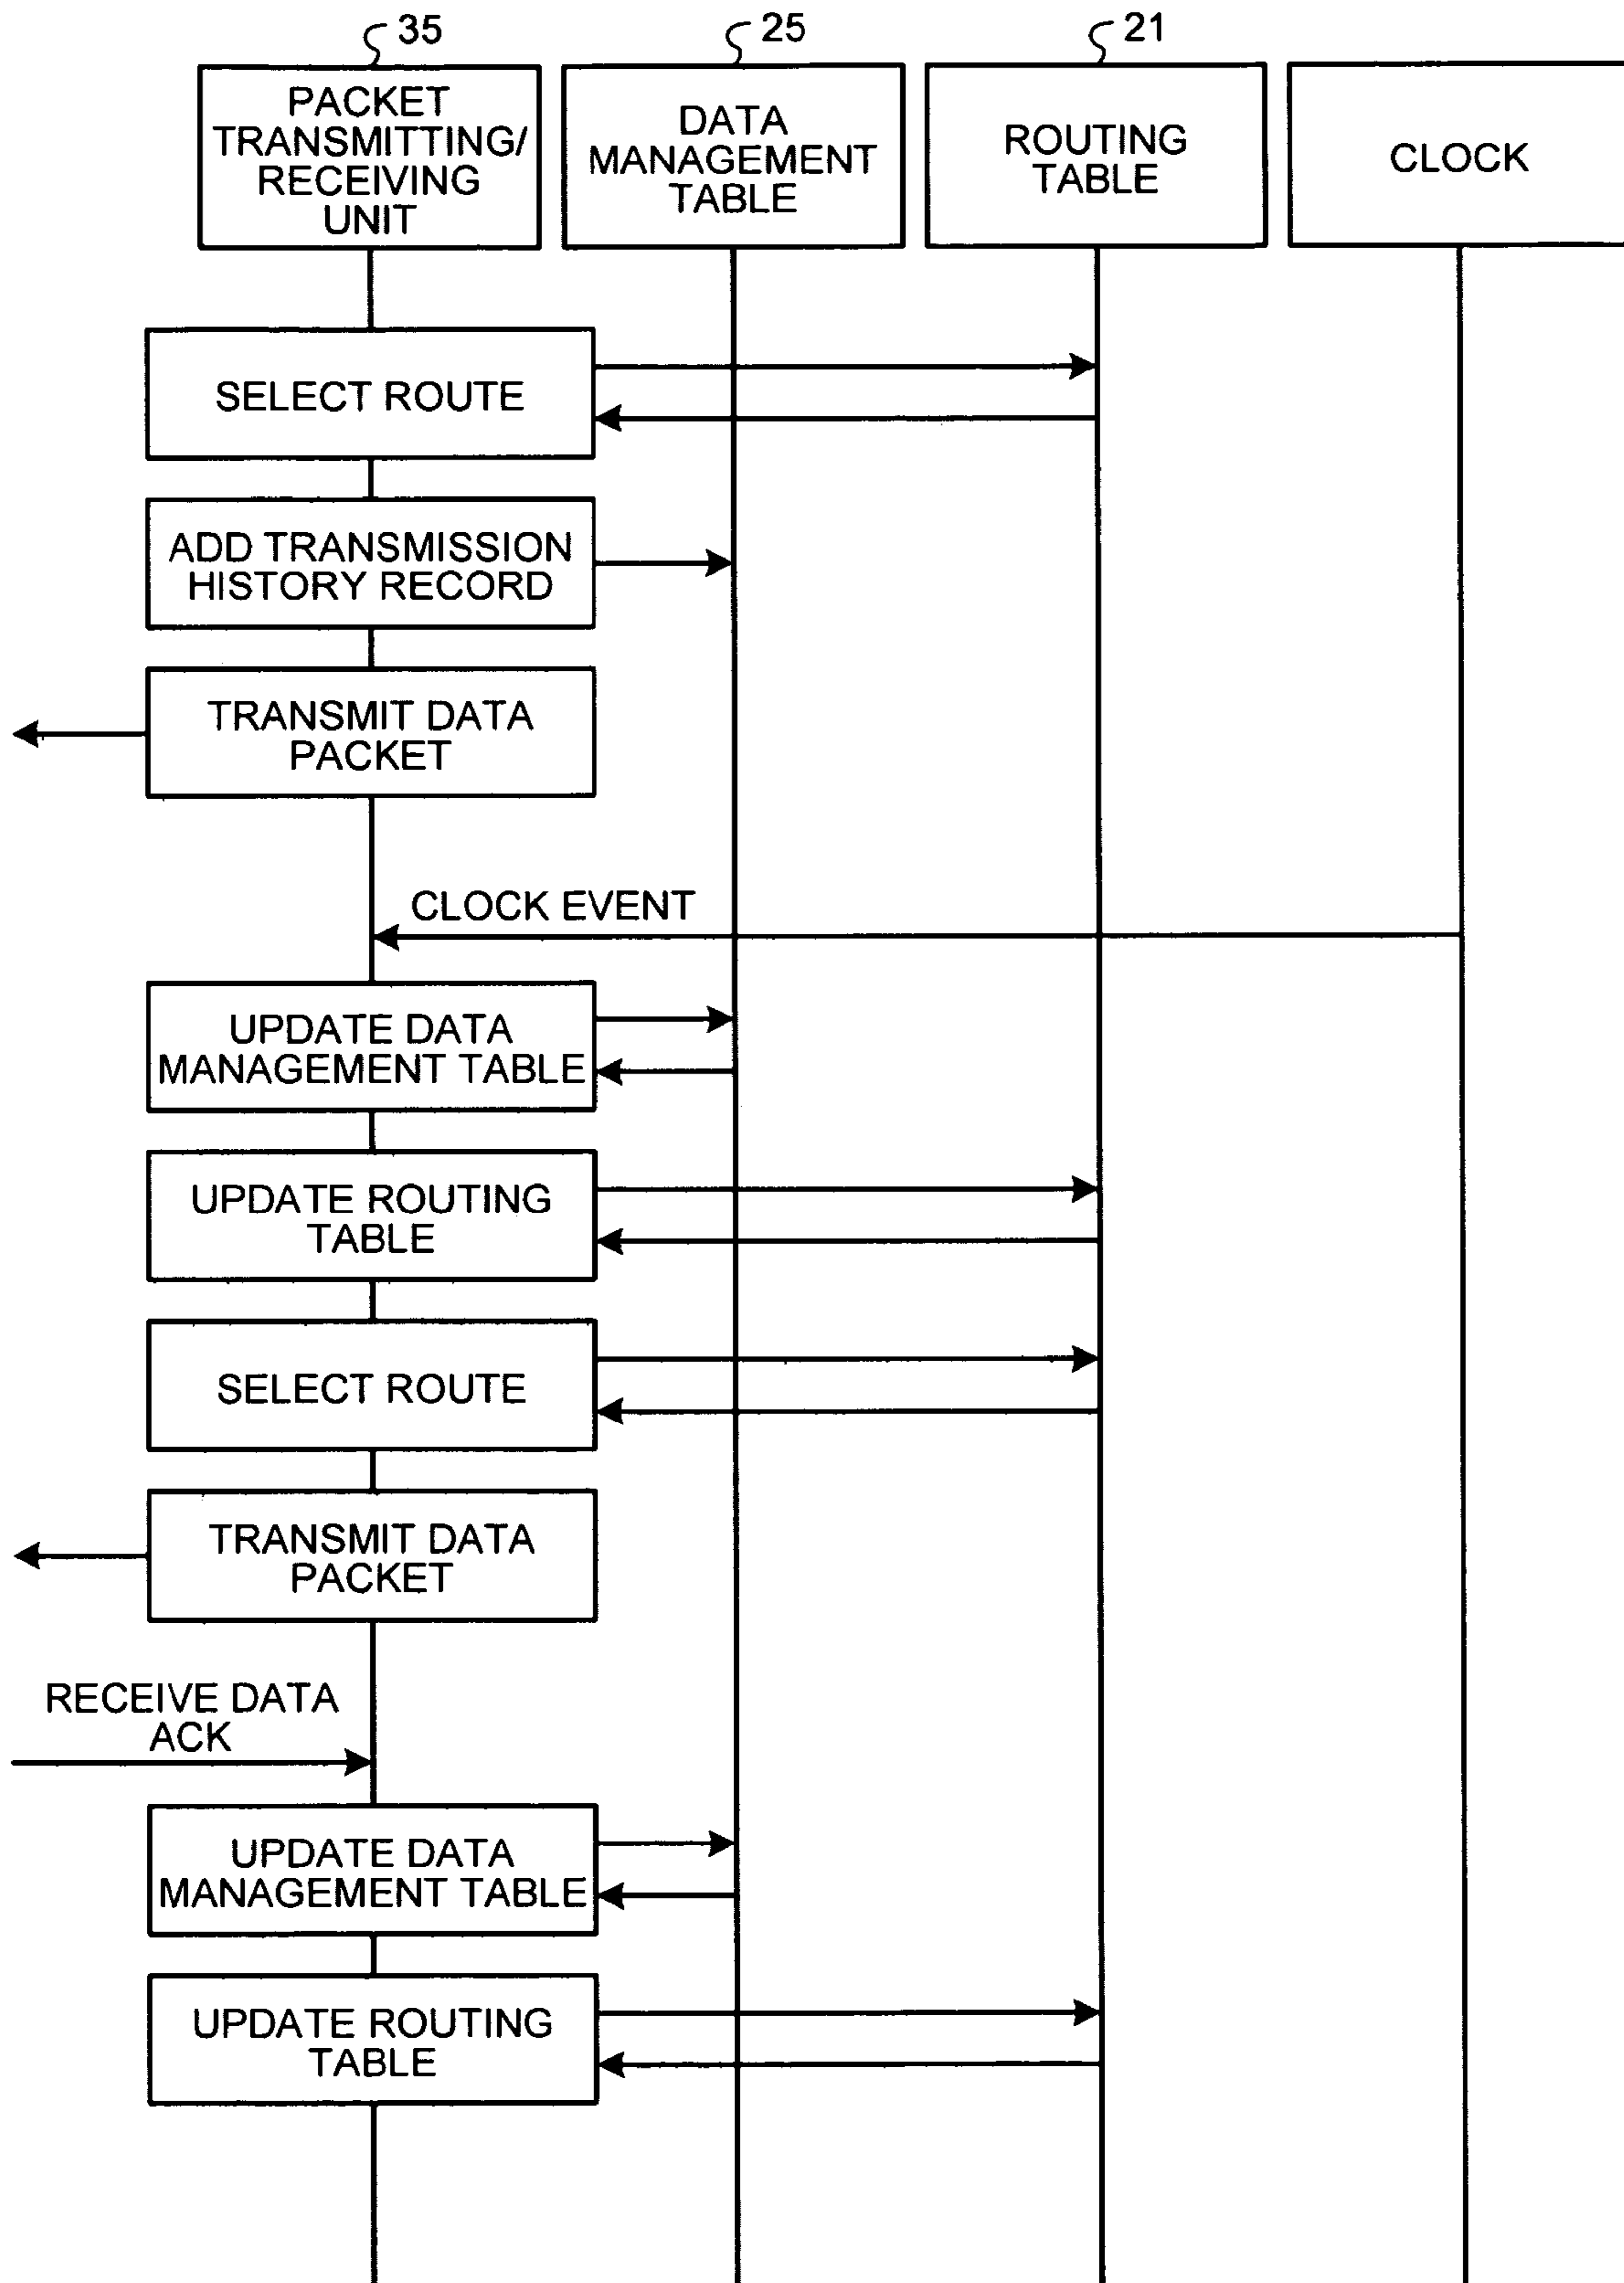 35
25
21
PACKET
TRANSMITTING/
RECEIVING
UNIT
DATA
MANAGEMENT
TABLE
ROUTING
TABLE
CLOCK
SELECT ROUTE
ADD TRANSMISSION
HISTORY RECORD
TRANSMIT DATA
PACKET
CLOCK EVENT
UPDATE DATA
MANAGEMENT TABLE
UPDATE ROUTING
TABLE
SELECT ROUTE
TRANSMIT DATA
PACKET
RECEIVE DATA
ACK
UPDATE DATA
MANAGEMENT TABLE
UPDATE ROUTING
TABLE